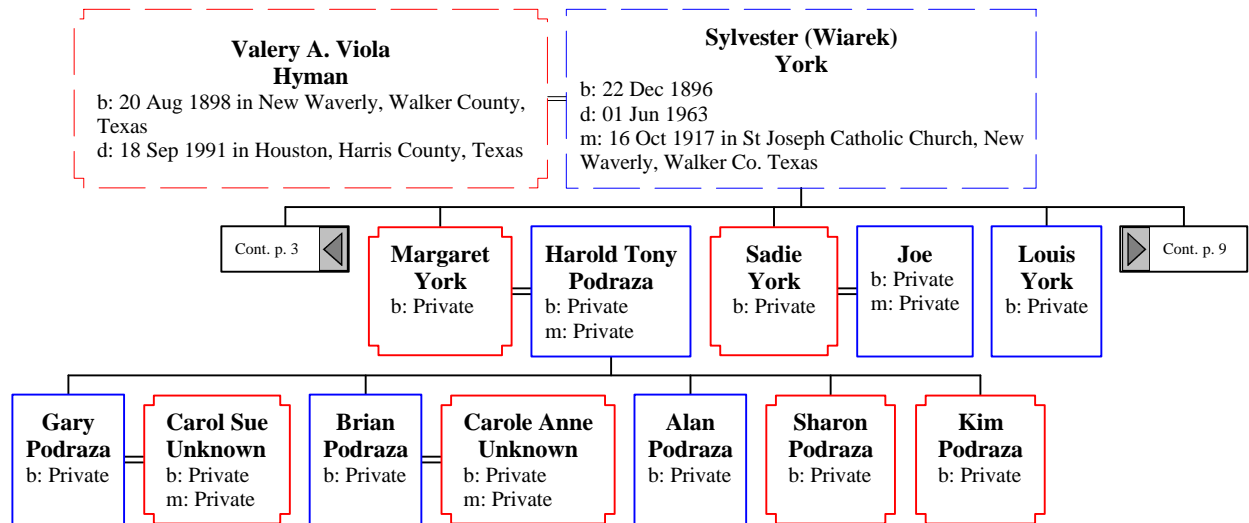 Valery A. Viola
Hyman
b: 20 Aug 1898 in New Waverly, Walker County,
Texas
d: 18 Sep 1991 in Houston, Harris County, Texas
Sylvester (Wiarek)
York
b: 22 Dec 1896
d: 01 Jun 1963
m: 16 Oct 1917 in St Joseph Catholic Church, New
Waverly, Walker Co. Texas
Cont. p. 3
Margaret
York
b: Private
Harold Tony
Podraza
b: Private
m: Private
Sadie
York
b: Private
Joe
b: Private
m: Private
Louis
York
b: Private
Cont. p. 9
Gary
Podraza
b: Private
Carol Sue
Unknown
b: Private
m: Private
Brian
Podraza
b: Private
Carole Anne
Unknown
b: Private
m: Private
Alan
Podraza
b: Private
Sharon
Podraza
b: Private
Kim
Podraza
b: Private